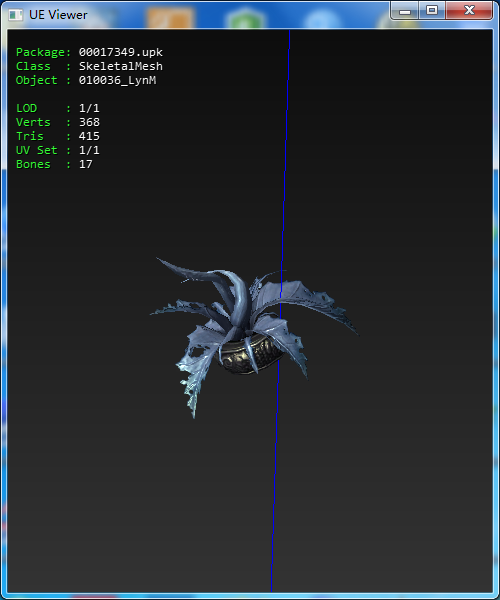 UE Viewer
Package: 00017349.upk
Class : SkeletalMesh
Object : 010036_LynM
LOD : 1/1
Verts : 368
Tris : 415
UV Set : 1/1
Bones : 17